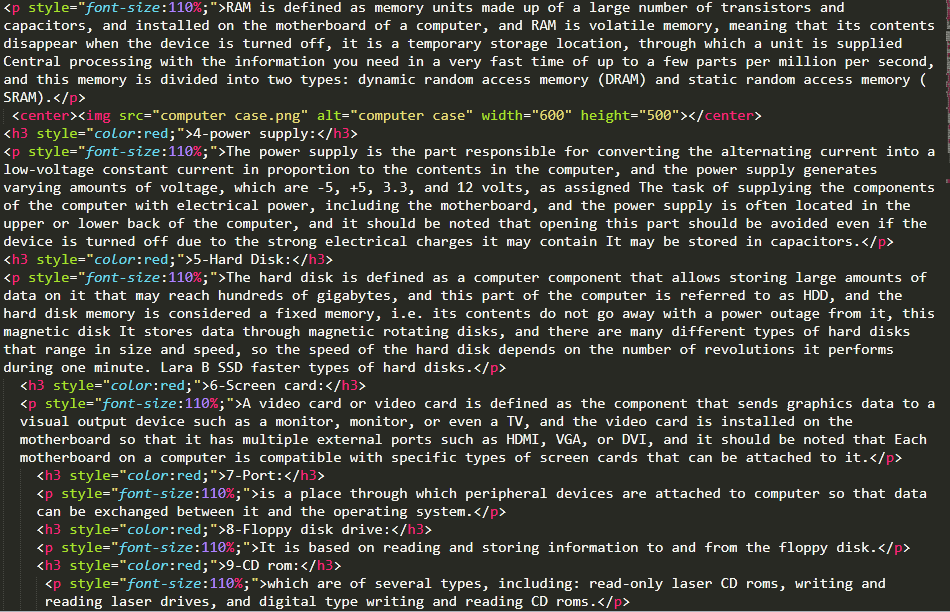 <p style="font-size:110%;">RAM is defined as memory units made up of a large number of transistors and
capacitors, and installed on the motherboard of a computer, and RAM is volatile memory, meaning that its contents
disappear when the device is turned off, it is a temporary storage location, through which a unit is supplied
Central processing with the information you need in a very fast time of up to a few parts per million per second,
and this memory is divided into two types: dynamic random access memory (DRAM) and static random access memory (
SRAM).</p>
<center><img src="computer case.png" alt="computer case" width="600" height="500"></center>
<h3 style="color:red;">4-power supply:</h3>
<p style="font-size:110%;">The power supply is the part responsible for converting the alternating current into a
low-voltage constant current in proportion to the contents in the computer, and the power supply generates
varying amounts of voltage, which are -5, +5, 3.3, and 12 volts, as assigned The task of supplying the components
of the computer with electrical power, including the motherboard, and the power supply is often located in the
upper or lower back of the computer, and it should be noted that opening this part should be avoided even if the
device is turned off due to the strong electrical charges it may contain It may be stored in capacitors.</p>
<h3 style="color:red;">5-Hard Disk:</h3>
<p style="font-size:110%;">The hard disk is defined as a computer component that allows storing large amounts of
data on it that may reach hundreds of gigabytes, and this part of the computer is referred to as HDD, and the
hard disk memory is considered a fixed memory, i.e. its contents do not go away with a power outage from it, this
magnetic disk It stores data through magnetic rotating disks, and there are many different types of hard disks
that range in size and speed, so the speed of the hard disk depends on the number of revolutions it performs
during one minute. Lara B SSD faster types of hard disks.</p>
<h3 style="color:red;">6-Screen card:</h3>
<p style="font-size:110%;">A video card or video card is defined as the component that sends graphics data to a
visual output device such as a monitor, monitor, or even a TV, and the video card is installed on the
motherboard so that it has multiple external ports such as HDMI, VGA, or DVI, and it should be noted that Each
motherboard on a computer is compatible with specific types of screen cards that can be attached to it.</p>
<h3 style="color:red;">7-Port:</h3>
<p style="font-size:110%;">is a place through which peripheral devices are attached to computer so that data
can be exchanged between it and the operating system.</p>
<h3 style="color:red;">8-Floppy disk drive:</h3>
<p style="font-size:110%;">It is based on reading and storing information to and from the floppy disk.</p>
<h3 style="color:red;">9-CD rom:</h3>
<p style="font-size:110%;">which are of several types, including: read-only laser CD roms, writing and
reading laser drives, and digital type writing and reading CD roms.</p>